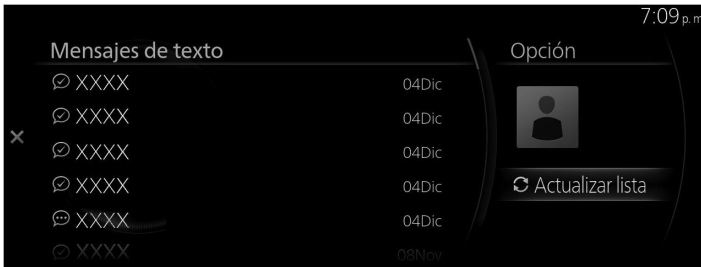 7:09 p. m
Mensajes de texto
Opción
XXXX 04Dic
XXXX 04Dic
XXXX 04Dic
XXXX 04Dic
Actualizar lista
XXXX 04Dic
XXXX 08Nov